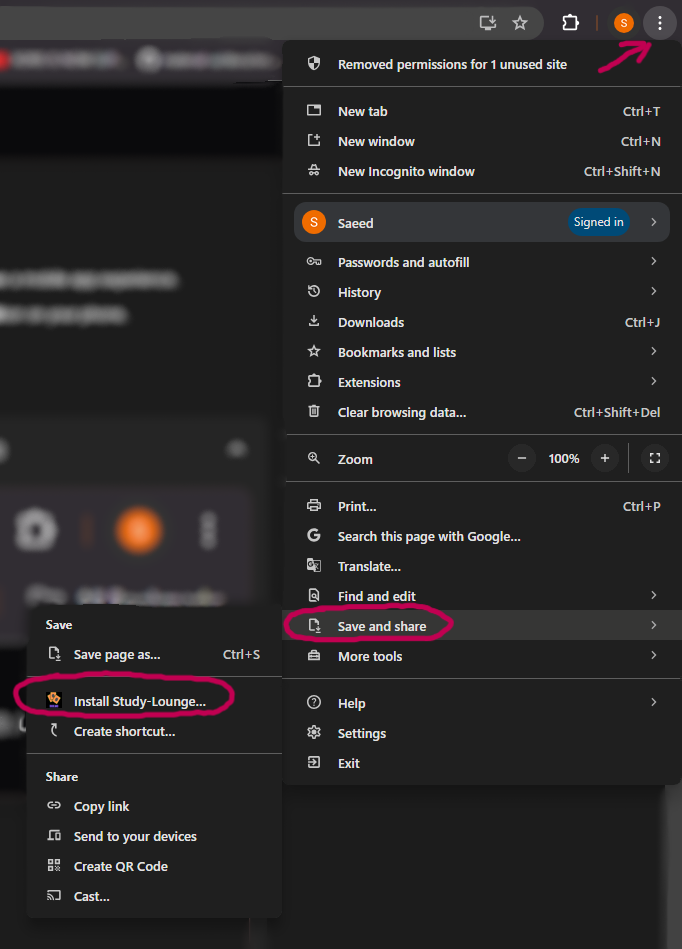 S
Removed permissions for 1 unused site
New tab Ctrl+T
New window Ctrl+N
New Incognito window Ctrl+Shift+N
S Saeed Signed in
Passwords and autofill
History
Downloads Ctrl+J
Bookmarks and lists
Extensions
Clear browsing data... Ctrl+Shift+Del
Zoom − 100% +
Print... Ctrl+P
Search this page with Google...
Translate...
Find and edit
Save and share
More tools
Help
Settings
Exit
Save
Save page as... Ctrl+S
Install Study-Lounge...
Create shortcut...
Share
Copy link
Send to your devices
Create QR Code
Cast...